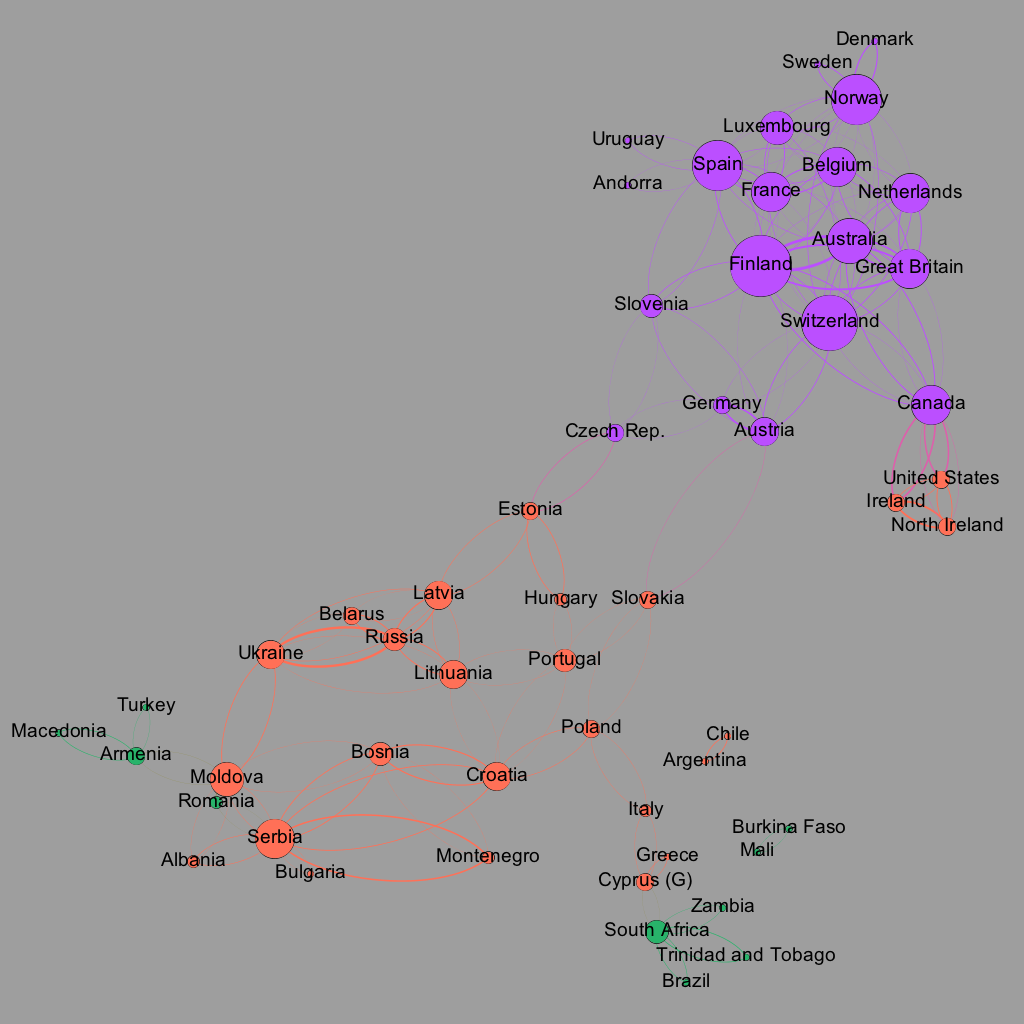 Denmark
Sweden
Norway
Luxembourg
Uruguay
Spain
Belgium
Andorra
France
Netherlands
Australia
Finland
Great Britain
Slovenia
Switzerland
Germany
Canada
Czech Rep.
Austria
United States
Ireland
North Ireland
Estonia
Latvia
Hungary
Slovakia
Belarus
Russia
Ukraine
Portugal
Lithuania
Turkey
Macedonia
Poland
Chile
Armenia
Bosnia
Argentina
Moldova
Croatia
Romania
Italy
Burkina Faso
Serbia
Mali
Albania
Montenegro
Greece
Bulgaria
Cyprus (G)
Zambia
South Africa
Trinidad and Tobago
Brazil